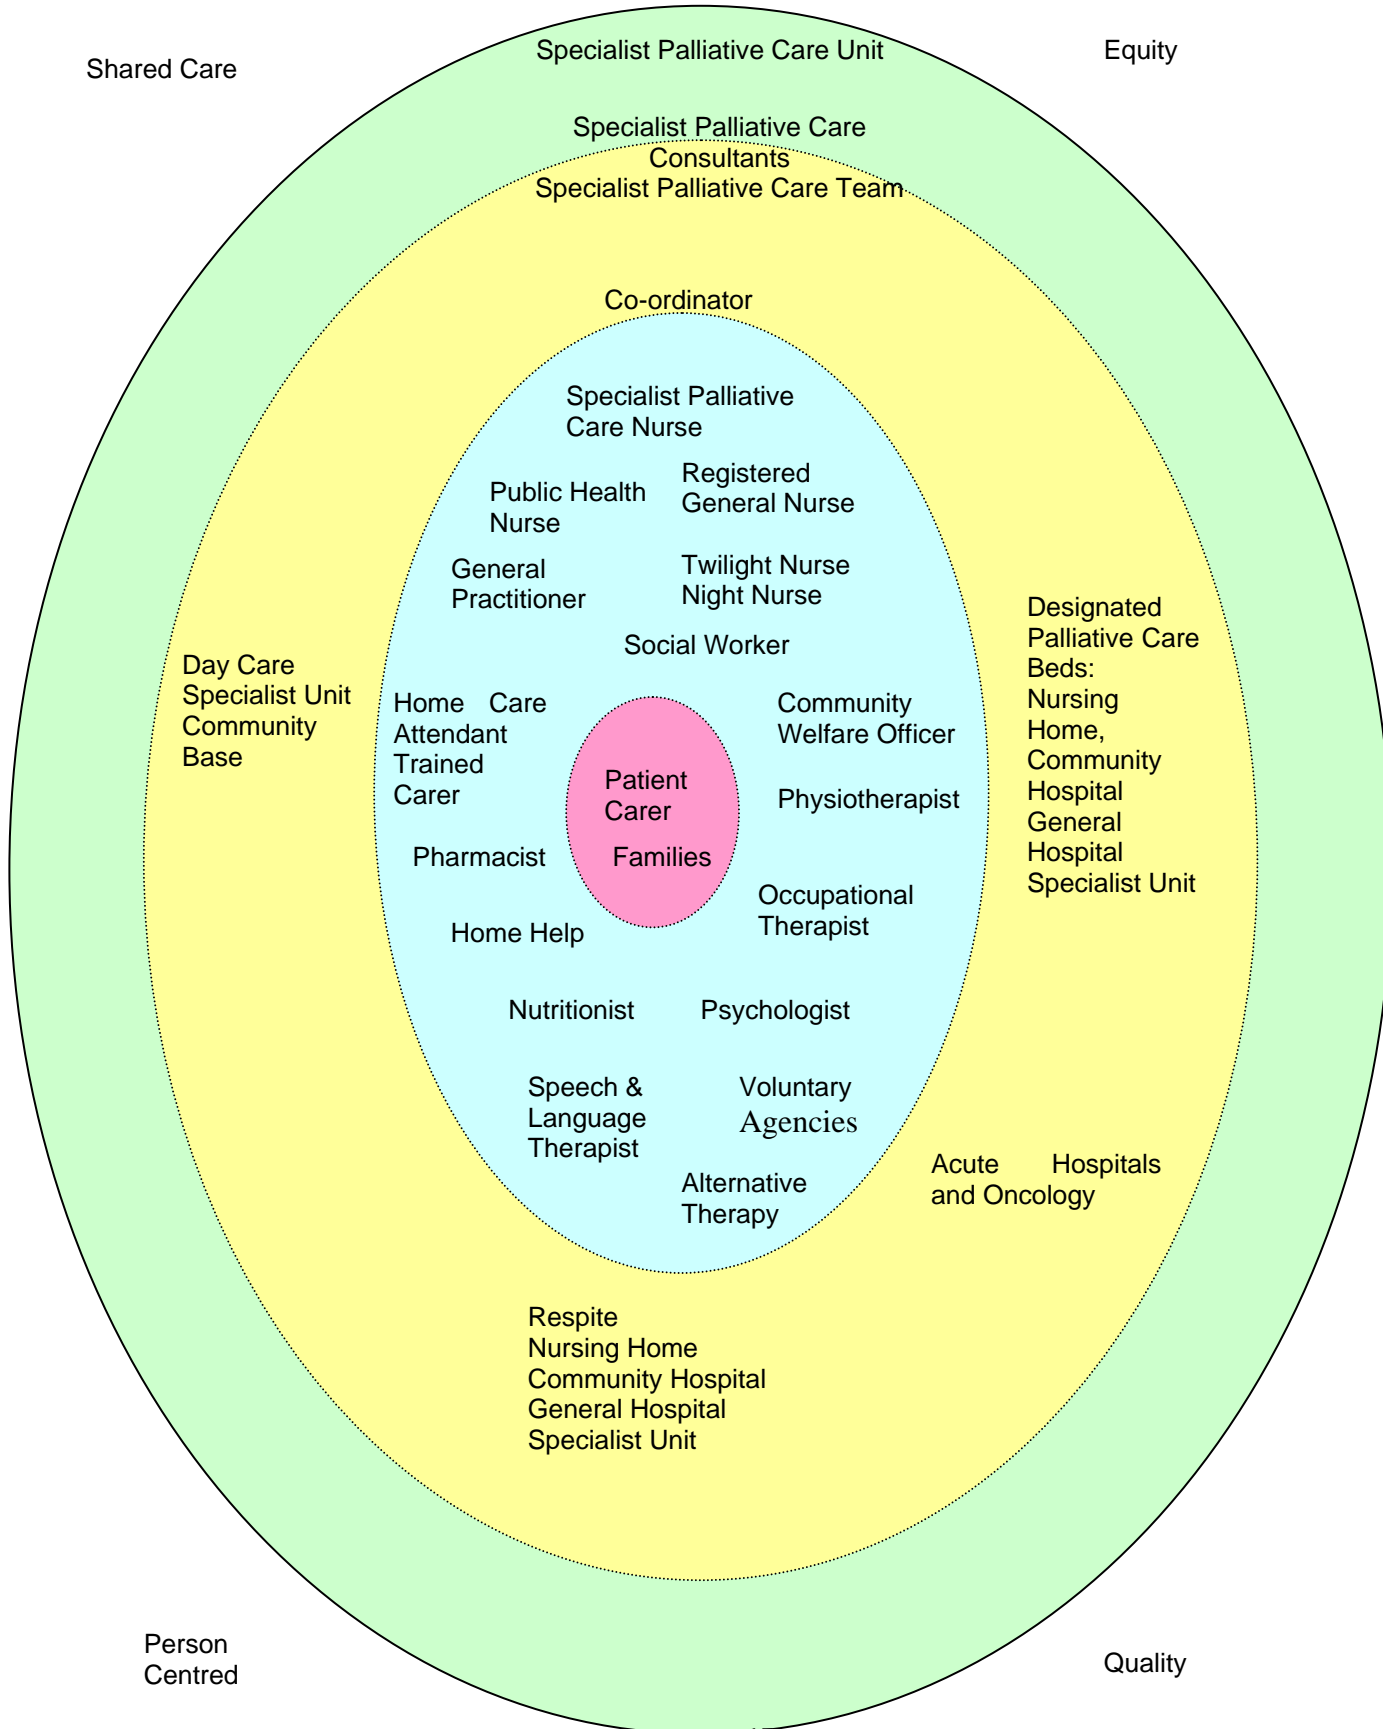 Shared Care
Specialist Palliative Care Unit
Equity
Specialist Palliative Care
Consultants
Specialist Palliative Care Team
Co-ordinator
Specialist Palliative
Care Nurse
Public Health
Nurse
Registered
General Nurse
General
Practitioner
Twilight Nurse
Night Nurse
Social Worker
Day Care
Specialist Unit
Community
Base
Home Care
Attendant
Trained
Carer
Patient
Carer
Families
Community
Welfare Officer
Physiotherapist
Designated
Palliative Care
Beds:
Nursing
Home,
Community
Hospital
General
Hospital
Specialist Unit
Pharmacist
Occupational
Therapist
Home Help
Nutritionist
Psychologist
Speech &
Language
Therapist
Voluntary
Agencies
Alternative
Therapy
Acute Hospitals
and Oncology
Respite
Nursing Home
Community Hospital
General Hospital
Specialist Unit
Person
Centred
Quality